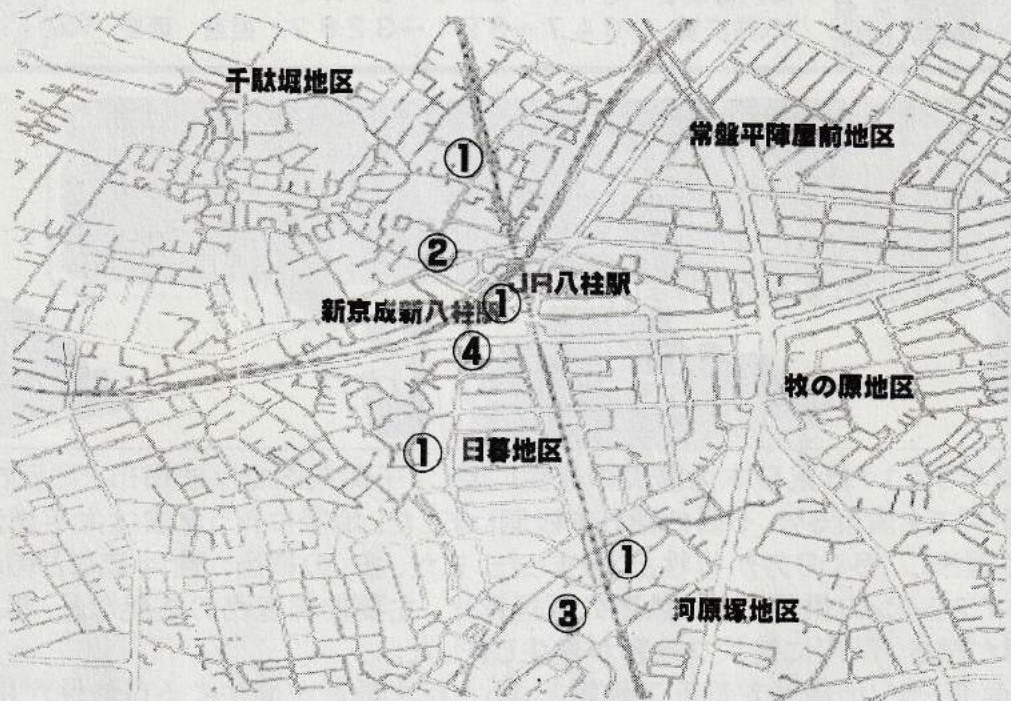 千駄堀地区
常盤平陣屋前地区
①
②
JR八柱駅
①
新京成新八柱駅
④
牧の原地区
①
日暮地区
①
③
河原塚地区